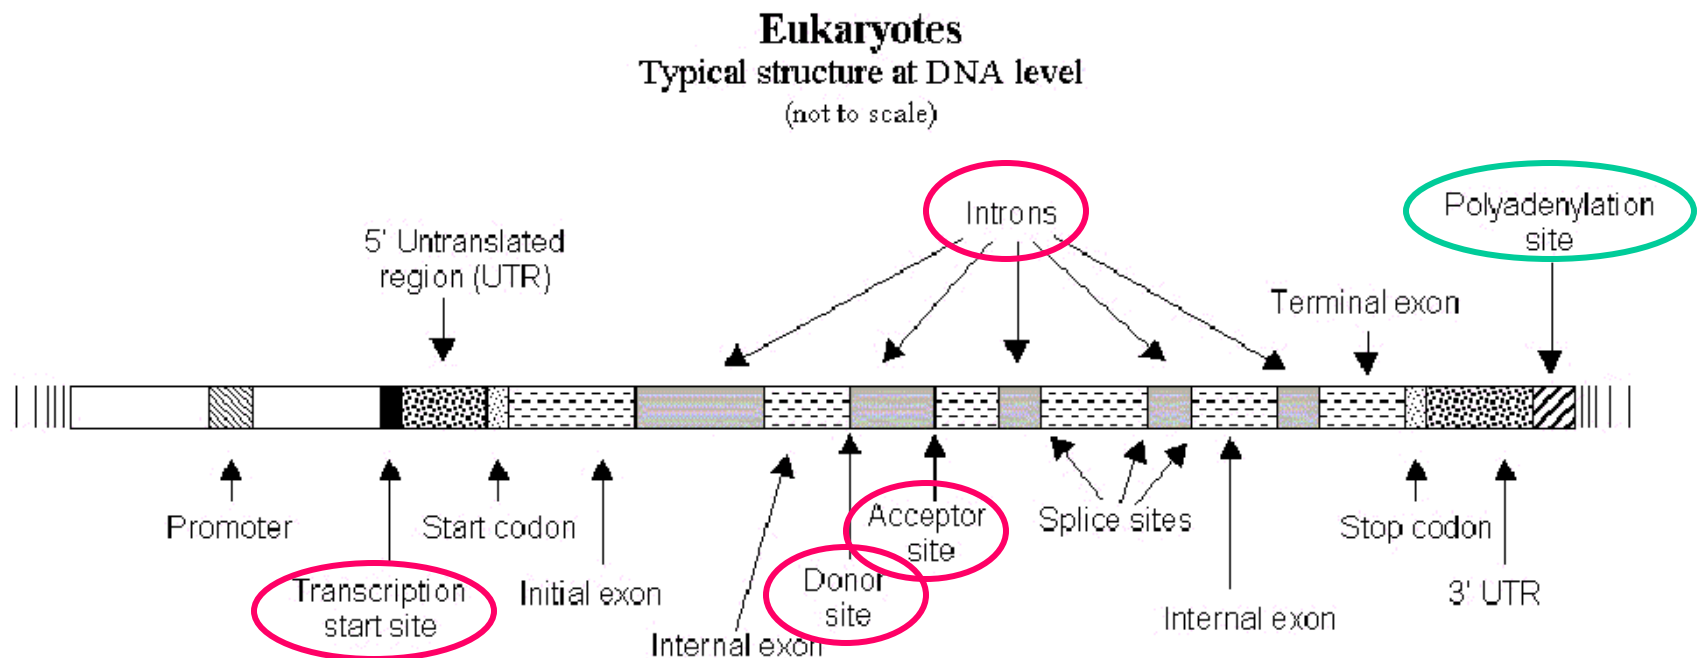 Eukaryotes
Typical structure at DNA level
(not to scale)
Introns
Polyadenylation
site
5' Untranslated
region (UTR)
Terminal exon
Promoter
Start codon
Acceptor
site
Splice sites
Stop codon
Transcription
start site
Initial exon
Donor
site
Internal exon
Internal exon
3' UTR